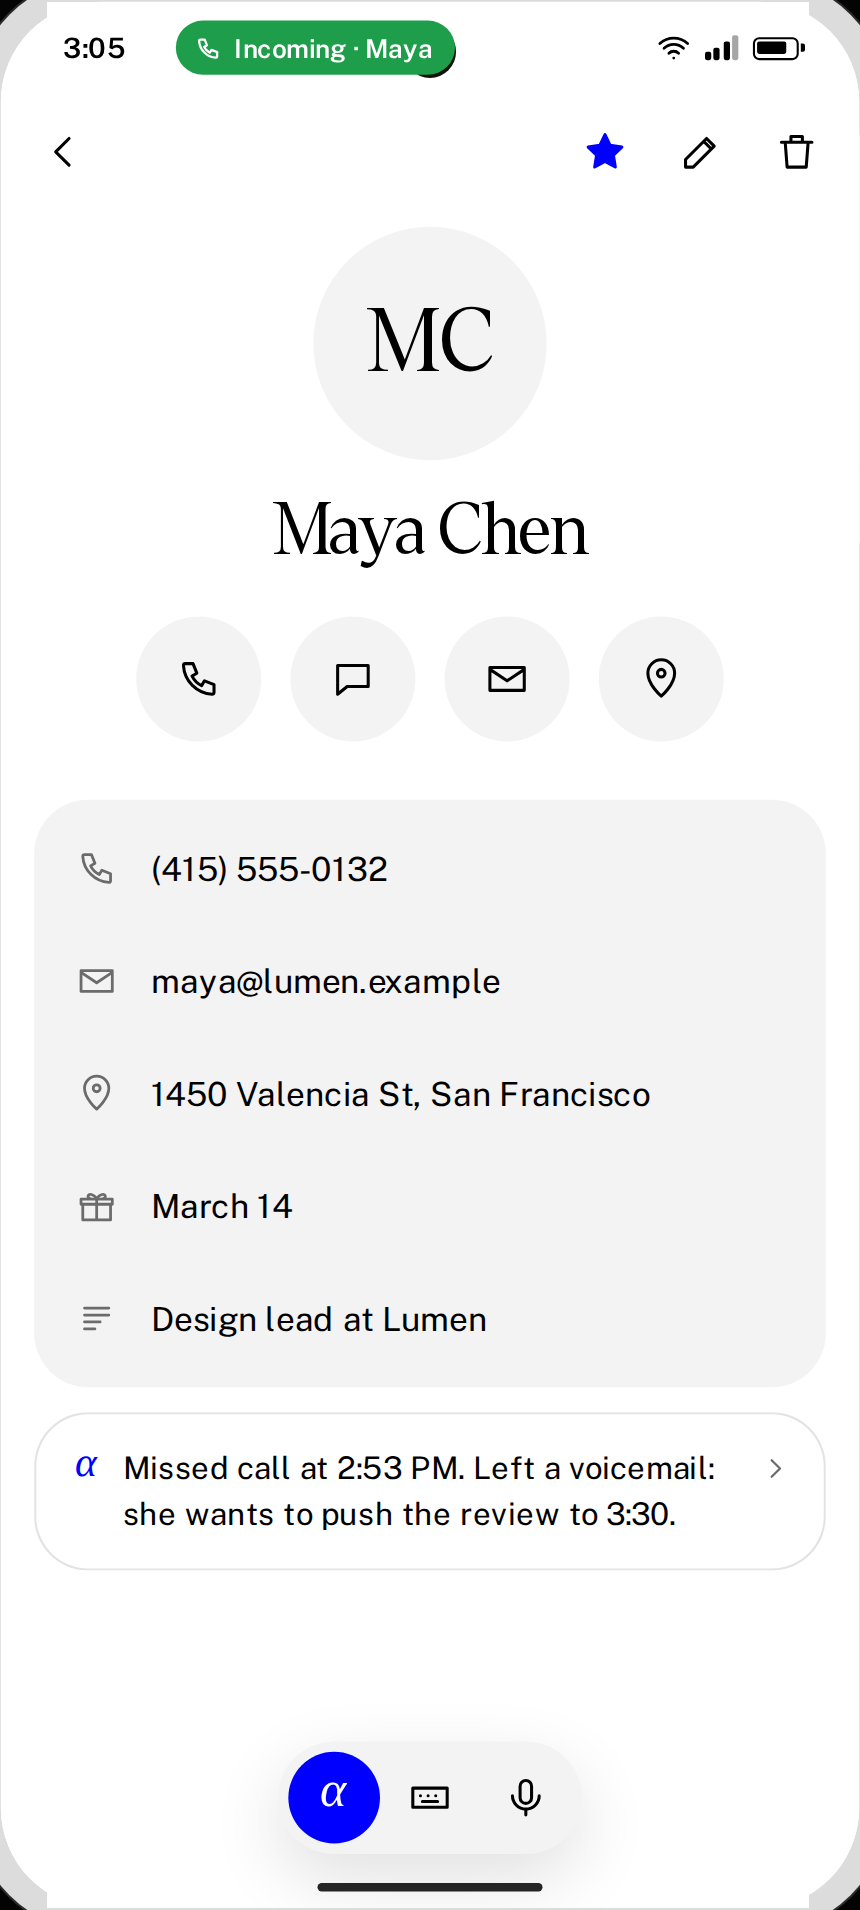 3:05
Incoming · Maya
MC
Maya Chen
(415) 555-0132
maya@lumen.example
1450 Valencia St, San Francisco
March 14
Design lead at Lumen
α Missed call at 2:53 PM. Left a voicemail:
she wants to push the review to 3:30.
α